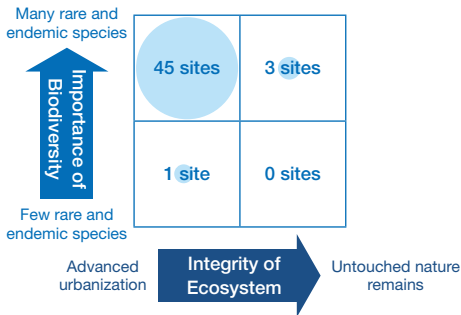 Many rare and
endemic species
Importance of
Biodiversity
Few rare and
endemic species
45 sites
3 sites
1 site
0 sites
Advanced
urbanization
Integrity of
Ecosystem
Untouched nature
remains